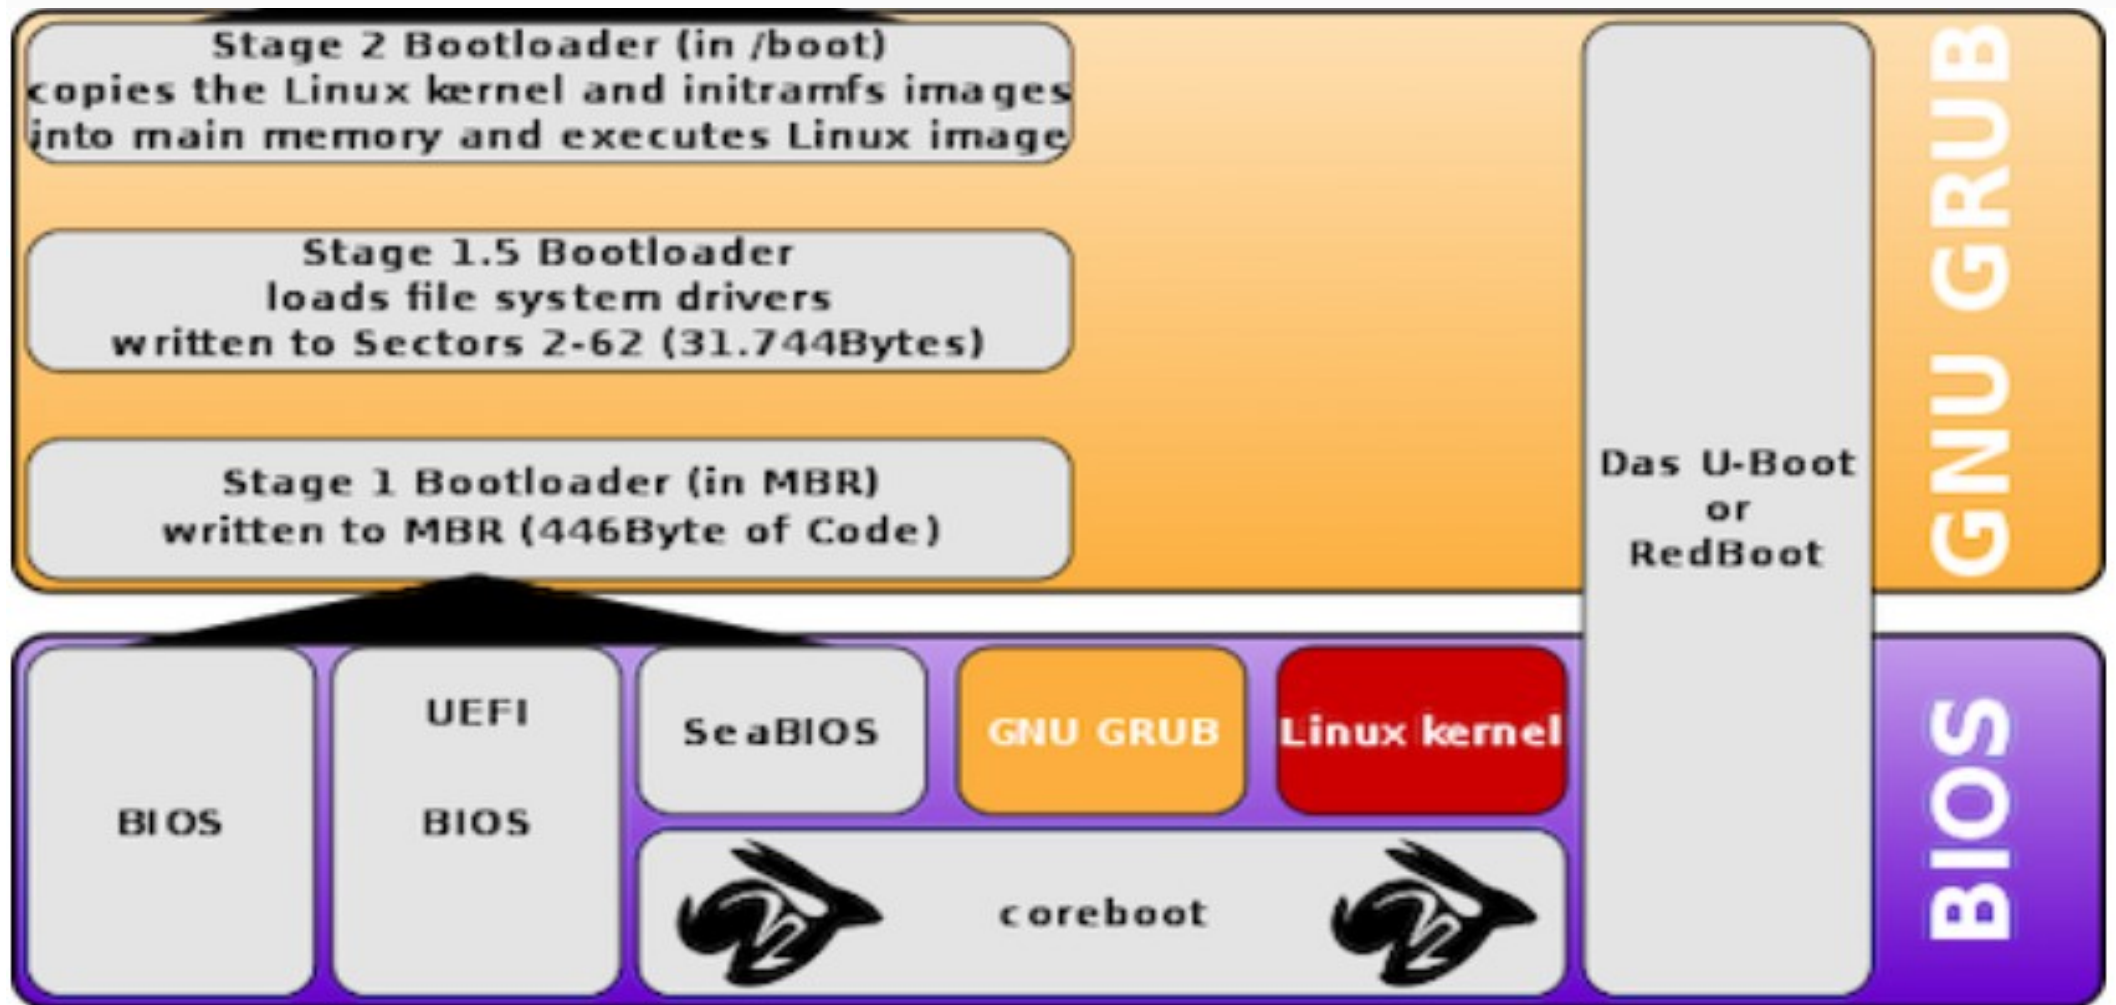 Stage 2 Bootloader (in /boot)
copies the Linux kernel and initramfs images
into main memory and executes Linux image
Stage 1.5 Bootloader
loads file system drivers
written to Sectors 2-62 (31.744Bytes)
Stage 1 Bootloader (in MBR)
written to MBR (446Byte of Code)
Das U-Boot
or
RedBoot
GNU GRUB
BIOS
UEFI
BIOS
SeaBIOS
GNU GRUB
Linux kernel
coreboot
BIOS